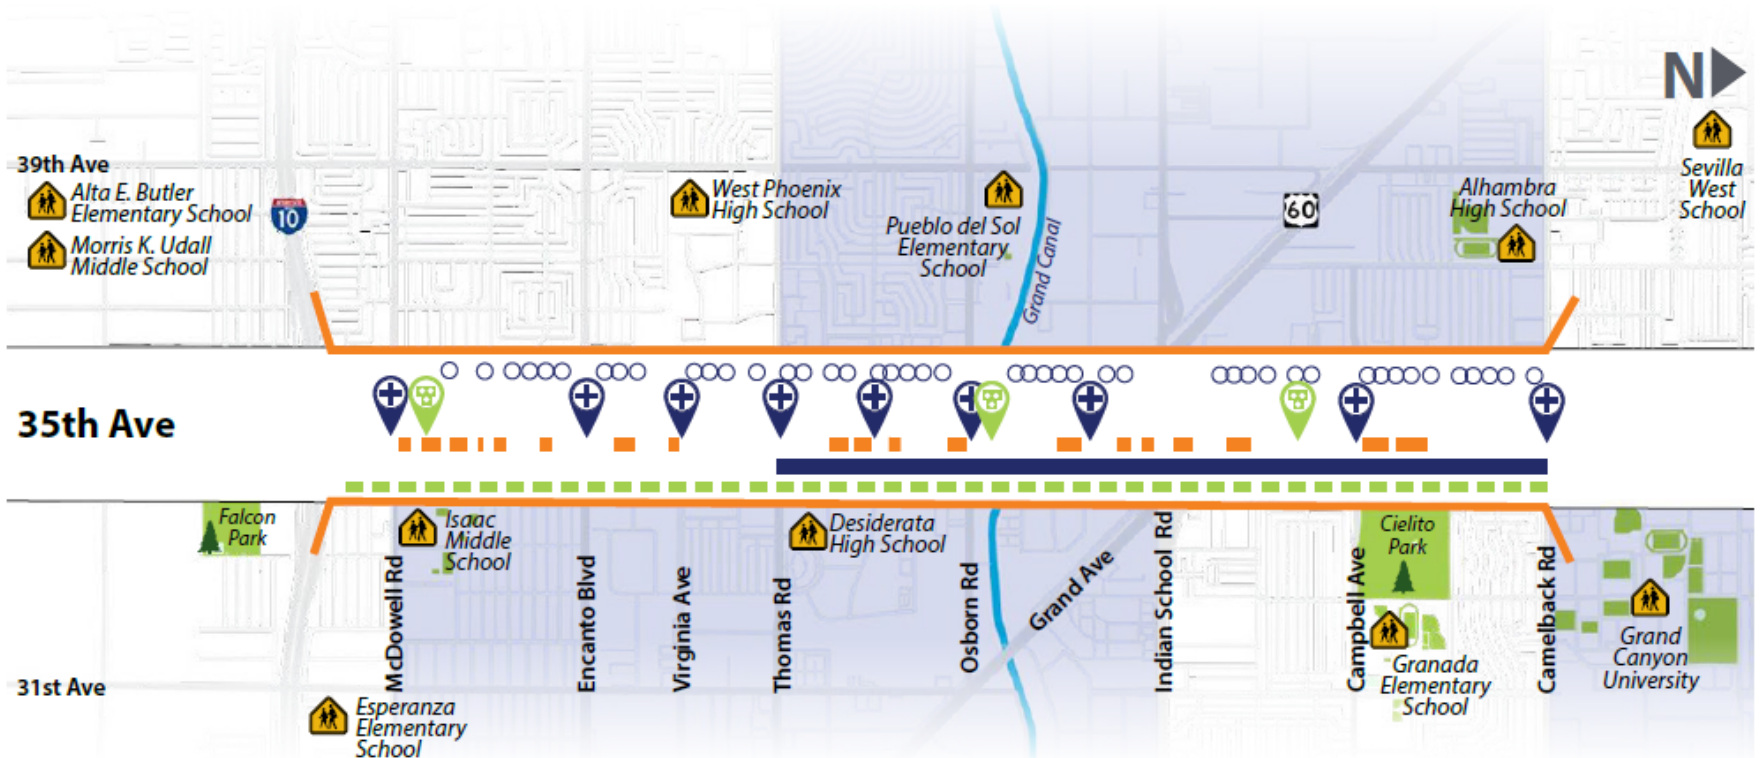 N
39th Ave
Alta E. Butler
Elementary School
Morris K. Udall
Middle School
INTERSTATE
10
West Phoenix
High School
Pueblo del Sol
Elementary
School
Grand Canal
60
Alhambra
High School
Sevilla
West
School
35th Ave
Falcon
Park
Isaac
Middle
School
Desiderata
High School
Cielito
Park
McDowell Rd
Encanto Blvd
Virginia Ave
Thomas Rd
Osborn Rd
Grand Ave
Indian School Rd
Campbell Ave
Camelback Rd
Granada
Elementary
School
Grand
Canyon
University
31st Ave
Esperanza
Elementary
School